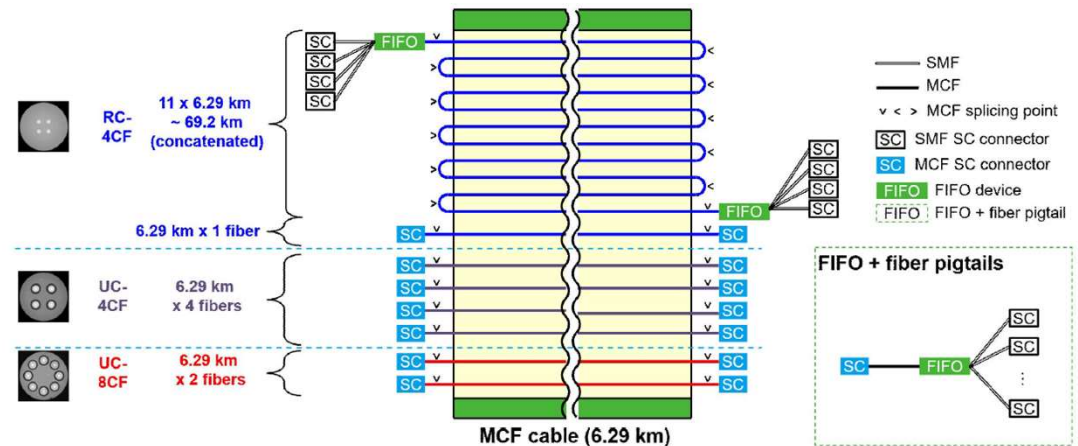 SC
SC
SC
SC
FIFO
RC-
4CF
11 x 6.29 km
~ 69.2 km
(concatenated)
6.29 km x 1 fiber
SC
SC
FIFO
SC
SC
SC
SC
UC-
4CF
6.29 km
x 4 fibers
SC
SC
SC
SC
SC
SC
SC
SC
UC-
8CF
6.29 km
x 2 fibers
SC
SC
SC
SC
MCF cable (6.29 km)
SMF
MCF
v < > MCF splicing point
SC SMF SC connector
SC MCF SC connector
FIFO FIFO device
FIFO FIFO + fiber pigtail
FIFO + fiber pigtails
SC
FIFO
SC
SC
⋮
SC